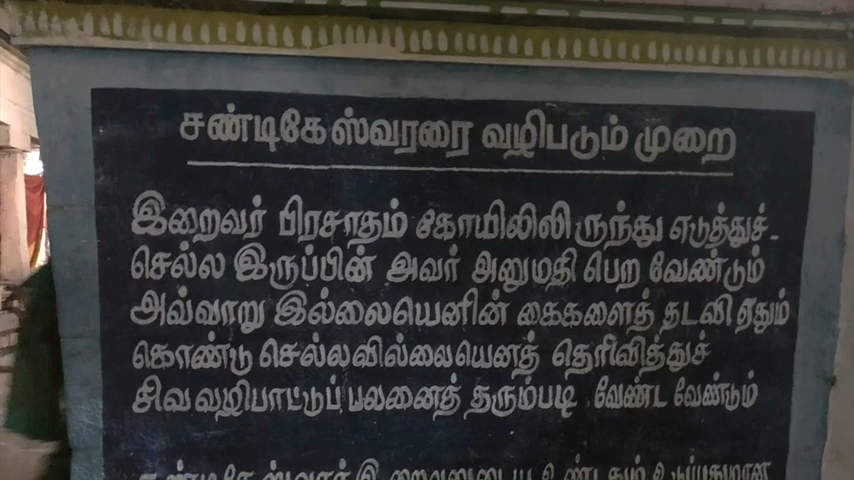 சண்டிகேஸ்வரரை வழிபடும் முறை
இறைவர் பிரசாதம் கோயிலிலி ருந்து எடுத்துச்-
செல்ல இருப்பின் அவர் அனுமதி பெற வேண்டும்
அவ்வாறு இல்லையெனின் கைகளைத் தடவி ஏதும்
கொண்டு செல்லவில்லையெனத் தெரிவித்துச்
சிவ வழிபாட்டுப் பலனைத் தரும்படி வேண்ட வேண்டும்